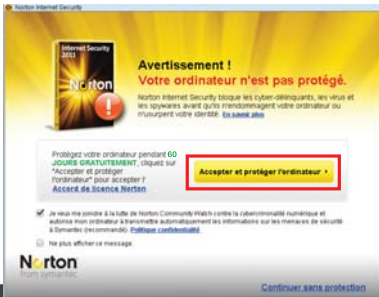 Norton Internet Security
Internet Security
2011
Norton
Avertissement !
Votre ordinateur n'est pas protégé.
Norton Internet Security bloque les cyber-délinquants, les virus et
les spywares avant qu'ils n'endommagent votre ordinateur ou
n'usurpent votre identité. En savoir plus
Protégez votre ordinateur pendant 60
JOURS GRATUITEMENT, cliquez sur
"Accepter et protéger
l'ordinateur" pour accepter l'
Accord de licence Norton
Accepter et protéger l'ordinateur
Je veux me joindre à la lutte de Norton Community Watch contre la cybercriminalité numérique et
autorise mon ordinateur à transmettre automatiquement les informations sur les menaces de sécurité
à Symantec (recommandé). Politique confidentialité
Ne plus afficher ce message
Norton
from symantec
Continuer sans protection